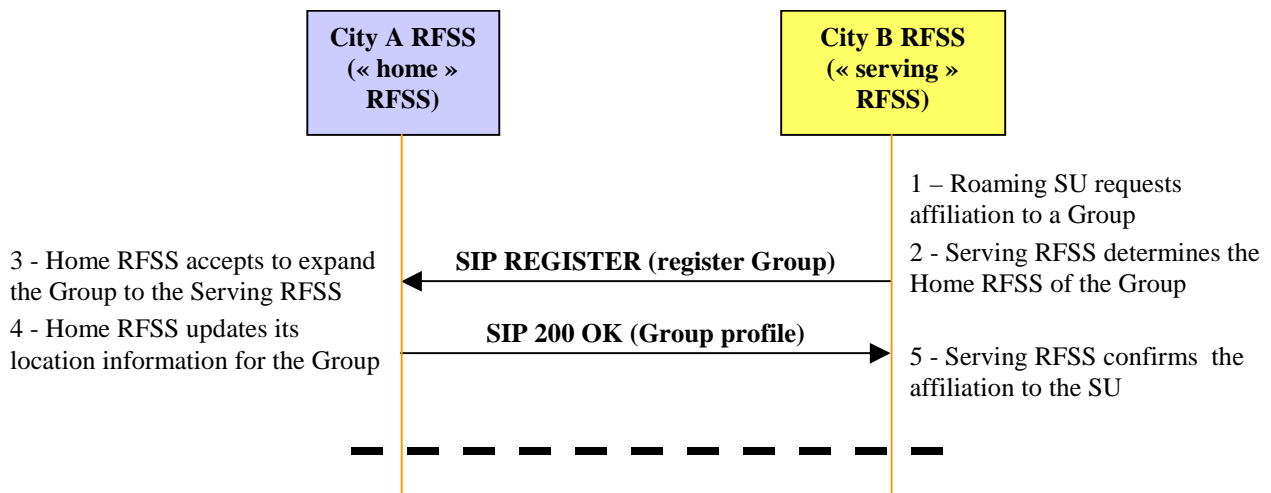 City A RFSS
(« home »
RFSS)
City B RFSS
(« serving »
RFSS)
1 – Roaming SU requests
affiliation to a Group
3 - Home RFSS accepts to expand
the Group to the Serving RFSS
SIP REGISTER (register Group)
2 - Serving RFSS determines the
Home RFSS of the Group
4 - Home RFSS updates its
location information for the Group
SIP 200 OK (Group profile)
5 - Serving RFSS confirms  the
affiliation to the SU